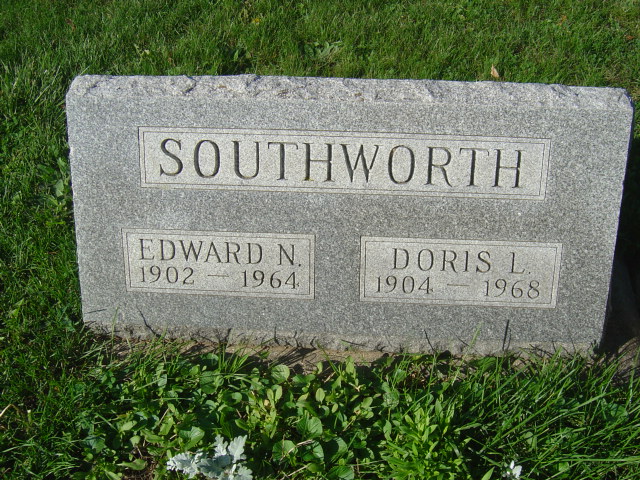 SOUTHWORTH
EDWARD N.
1902 — 1964
DORIS L.
1904 — 1968